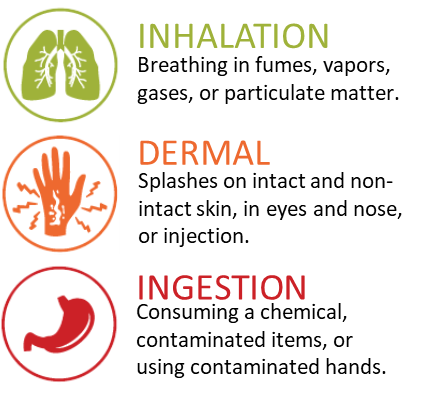 INHALATION
Breathing in fumes, vapors,
gases, or particulate matter.
DERMAL
Splashes on intact and non-
intact skin, in eyes and nose,
or injection.
INGESTION
Consuming a chemical,
contaminated items, or
using contaminated hands.